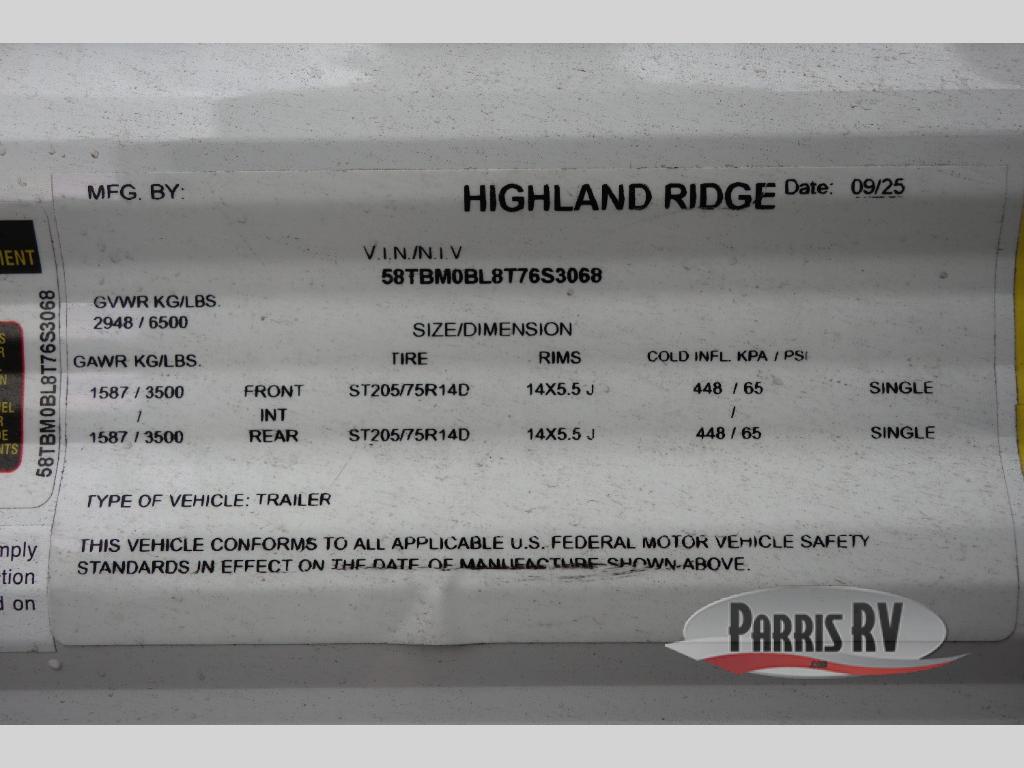 MFG. BY: HIGHLAND RIDGE Date: 09/25
V.I.N./N.I.V
58TBM0BL8T76S3068
GVWR KG/LBS.
2948 / 6500
SIZE/DIMENSION
GAWR KG/LBS. TIRE RIMS COLD INFL. KPA / PSI
1587 / 3500 FRONT ST205/75R14D 14X5.5 J 448 / 65 SINGLE
/ INT /
1587 / 3500 REAR ST205/75R14D 14X5.5 J 448 / 65 SINGLE
TYPE OF VEHICLE: TRAILER
THIS VEHICLE CONFORMS TO ALL APPLICABLE U.S. FEDERAL MOTOR VEHICLE SAFETY
STANDARDS IN EFFECT ON THE DATE OF MANUFACTURE SHOWN ABOVE.
58TBM0BL8T76S3068
PARRIS RV
.com